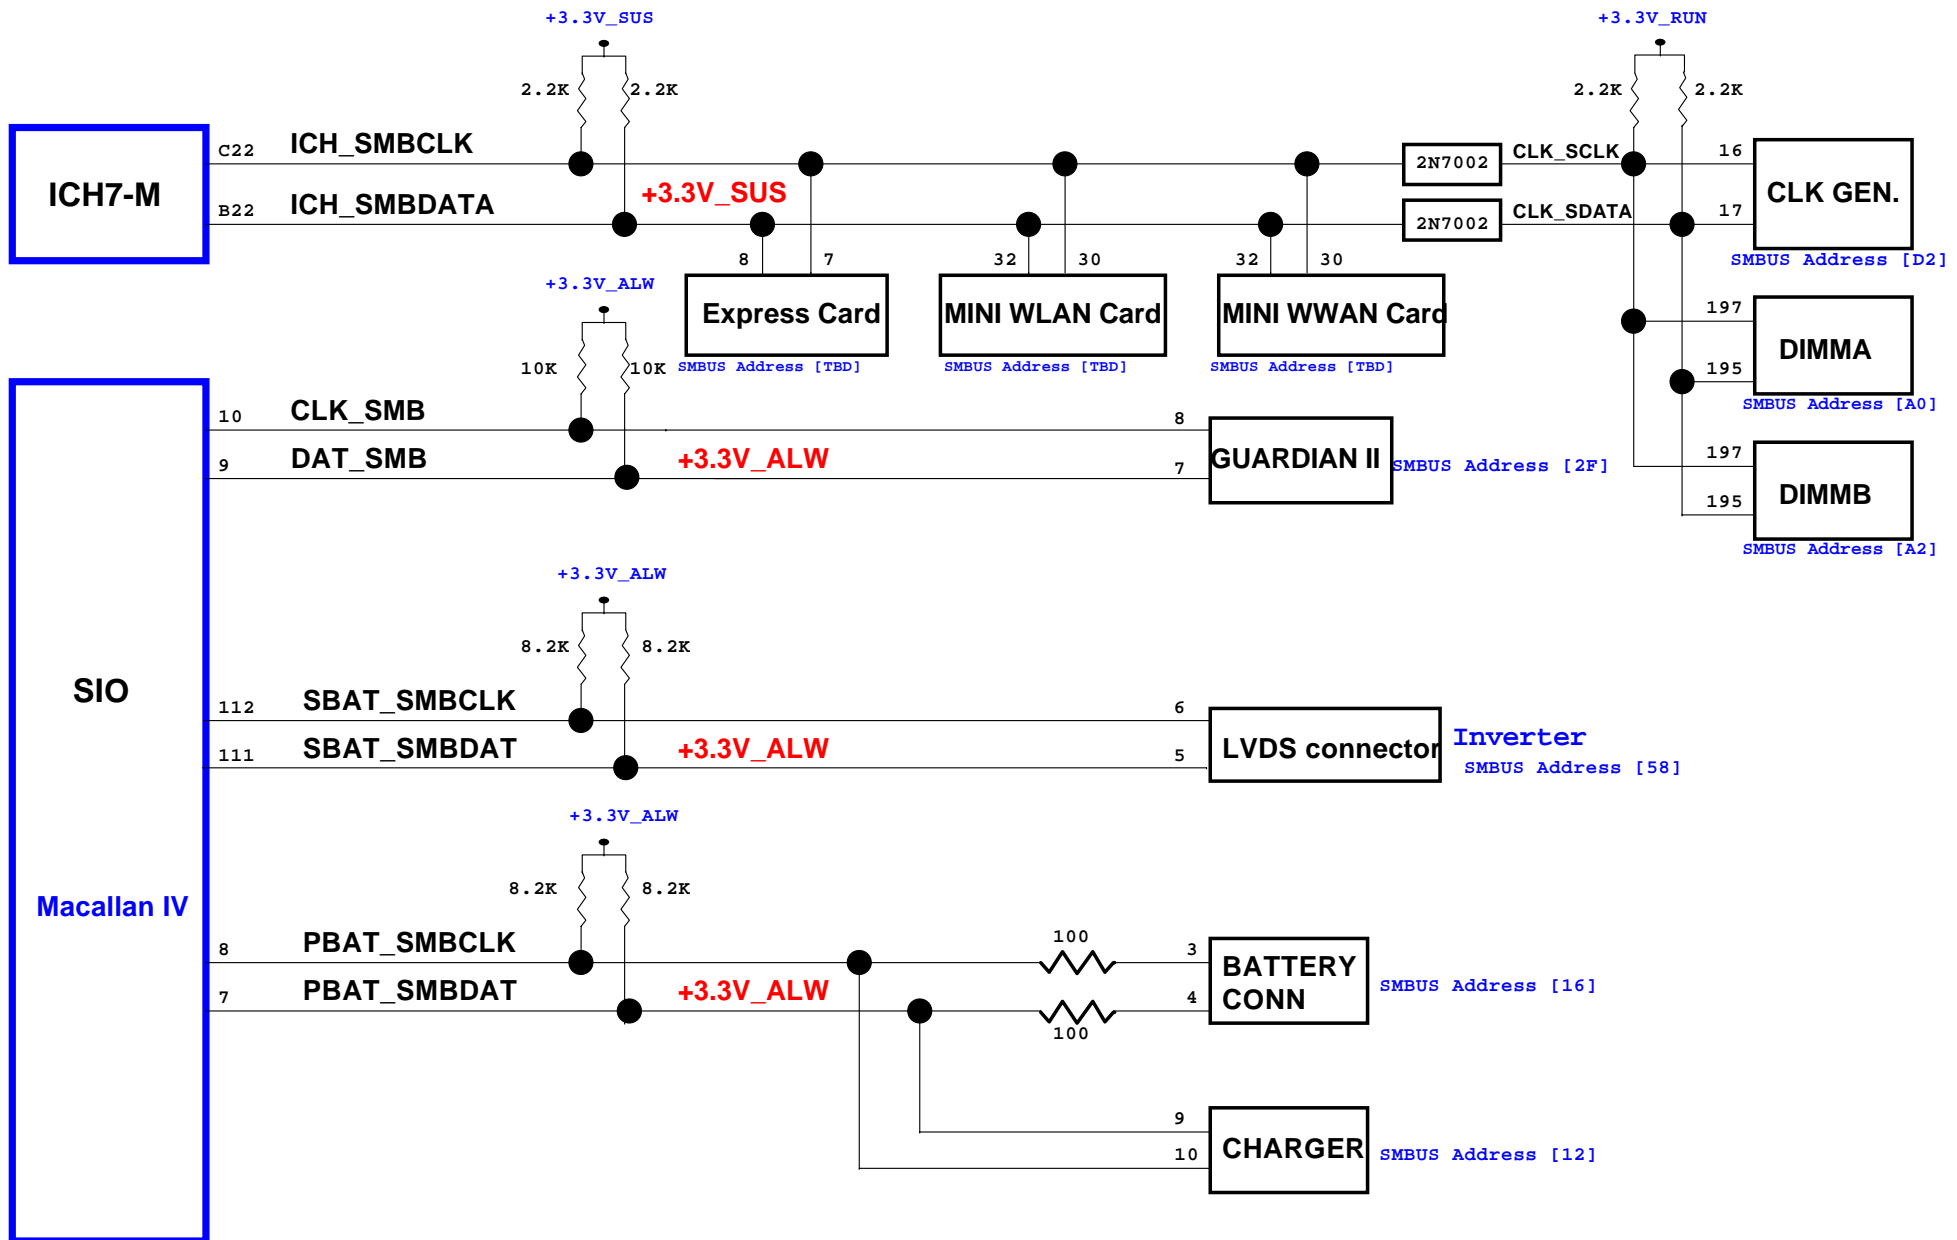 +3.3V_SUS
+3.3V_RUN
2.2K
2.2K
2.2K
2.2K
ICH7-M
C22
ICH_SMBCLK
B22
ICH_SMBDATA
+3.3V_SUS
2N7002
CLK_SCLK
2N7002
CLK_SDATA
16
17
CLK GEN.
SMBUS Address [D2]
8
7
32
30
32
30
Express Card
MINI WLAN Card
MINI WWAN Card
SMBUS Address [TBD]
SMBUS Address [TBD]
SMBUS Address [TBD]
197
195
DIMMA
SMBUS Address [A0]
197
195
DIMMB
SMBUS Address [A2]
+3.3V_ALW
10K
10K
SIO
Macallan IV
10
CLK_SMB
9
DAT_SMB
+3.3V_ALW
8
7
GUARDIAN II
SMBUS Address [2F]
+3.3V_ALW
8.2K
8.2K
112
SBAT_SMBCLK
111
SBAT_SMBDAT
+3.3V_ALW
6
5
LVDS connector
Inverter
SMBUS Address [58]
+3.3V_ALW
8.2K
8.2K
8
PBAT_SMBCLK
7
PBAT_SMBDAT
+3.3V_ALW
100
100
3
4
BATTERY
CONN
SMBUS Address [16]
9
10
CHARGER
SMBUS Address [12]